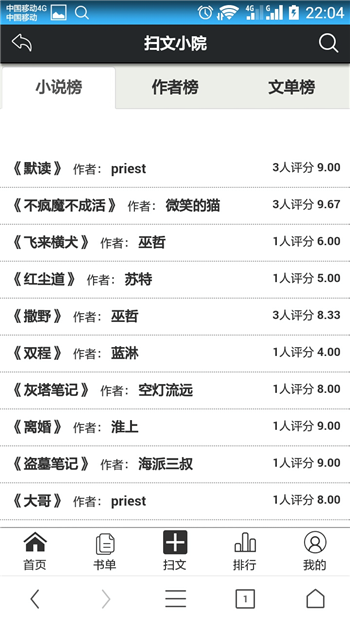 中国移动4G
中国移动
4G
G
22:04
扫文小院
小说榜 作者榜 文单榜
《默读》 作者： priest 3人评分 9.00
《不疯魔不成活》 作者： 微笑的猫 3人评分 9.67
《飞来横犬》 作者： 巫哲 1人评分 6.00
《红尘道》 作者： 苏特 1人评分 5.00
《撒野》 作者： 巫哲 3人评分 8.33
《双程》 作者： 蓝淋 1人评分 4.00
《灰塔笔记》 作者： 空灯流远 1人评分 8.00
《离婚》 作者： 淮上 1人评分 9.00
《盗墓笔记》 作者： 海派三叔 1人评分 9.00
《大哥》 作者： priest 1人评分 8.00
首页 书单 扫文 排行 我的
1